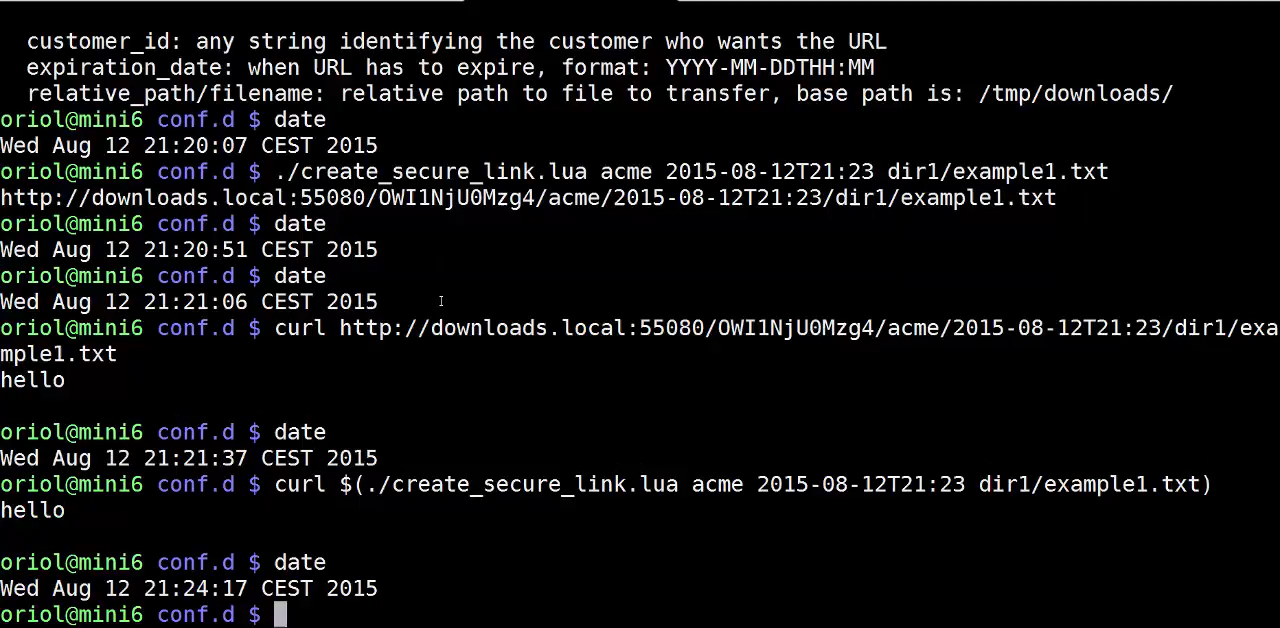 customer_id: any string identifying the customer who wants the URL
expiration_date: when URL has to expire, format: YYYY-MM-DDTHH:MM
relative_path/filename: relative path to file to transfer, base path is: /tmp/downloads/
oriol@mini6 conf.d $ date
Wed Aug 12 21:20:07 CEST 2015
oriol@mini6 conf.d $ ./create_secure_link.lua acme 2015-08-12T21:23 dir1/example1.txt
http://downloads.local:55080/OWI1NjU0Mzg4/acme/2015-08-12T21:23/dir1/example1.txt
oriol@mini6 conf.d $ date
Wed Aug 12 21:20:51 CEST 2015
oriol@mini6 conf.d $ date
Wed Aug 12 21:21:06 CEST 2015
oriol@mini6 conf.d $ curl http://downloads.local:55080/OWI1NjU0Mzg4/acme/2015-08-12T21:23/dir1/exa
mple1.txt
hello
oriol@mini6 conf.d $ date
Wed Aug 12 21:21:37 CEST 2015
oriol@mini6 conf.d $ curl $(./create_secure_link.lua acme 2015-08-12T21:23 dir1/example1.txt)
hello
oriol@mini6 conf.d $ date
Wed Aug 12 21:24:17 CEST 2015
oriol@mini6 conf.d $